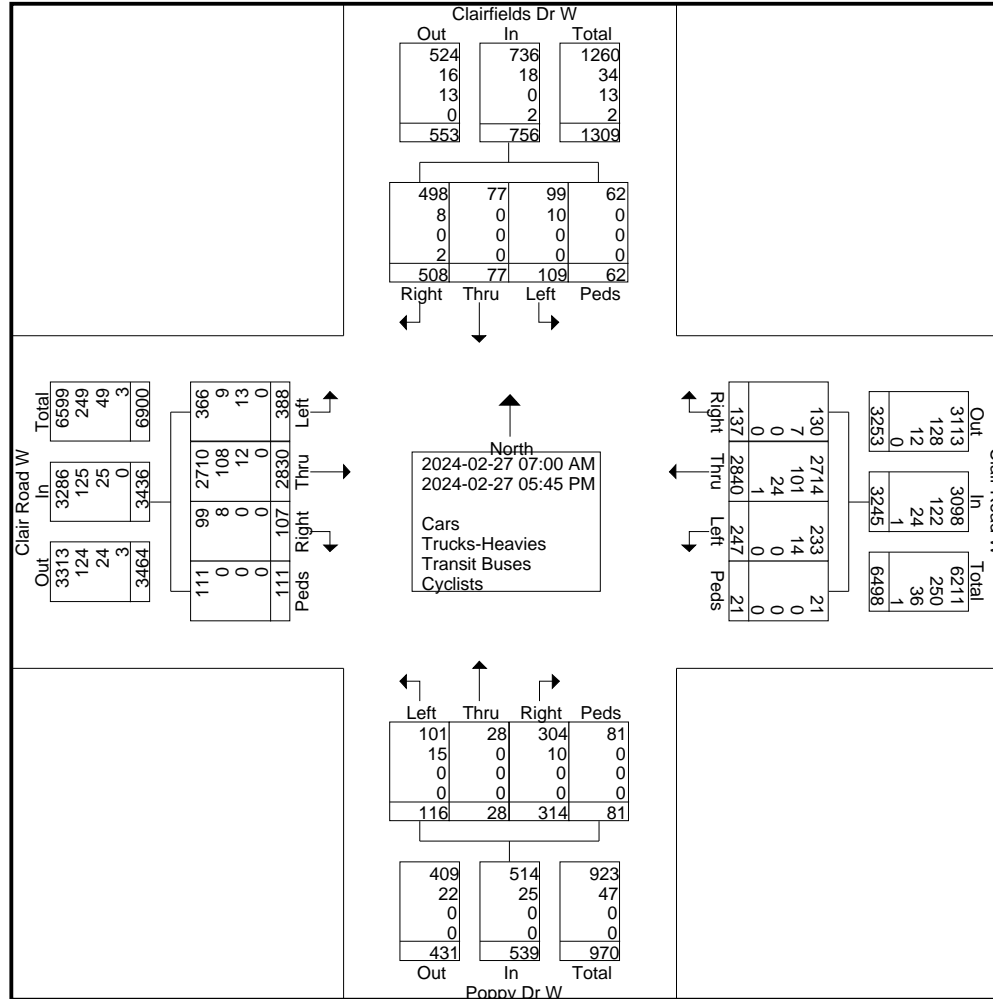 Clairfields Dr W
Out In Total
524 736 1260
16 18 34
13 0 13
0 2 2
553 756 1309
498 77 99 62
8 0 10 0
0 0 0 0
2 0 0 0
508 77 109 62
Right Thru Left Peds
Clair Road W
Total
6599
249
49
3
6900
In
3286
125
25
0
3436
Out
3313
124
24
3
3464
366
9
13
0
388
Left
2710
108
12
0
2830
Thru
99
8
0
0
107
Right
111
0
0
0
111
Peds
North
2024-02-27 07:00 AM
2024-02-27 05:45 PM
Cars
Trucks-Heavies
Transit Buses
Cyclists
Right
130
7
0
0
137
Thru
2714
101
24
1
2840
Left
233
14
0
0
247
Peds
21
0
0
0
21
Out
3113
128
12
0
3253
In
3098
122
24
1
3245
Total
6211
250
36
1
6498
Clair Road W
Left Thru Right Peds
101 28 304 81
15 0 10 0
0 0 0 0
0 0 0 0
116 28 314 81
409 514 923
22 25 47
0 0 0
0 0 0
431 539 970
Out In Total
Poppy Dr W